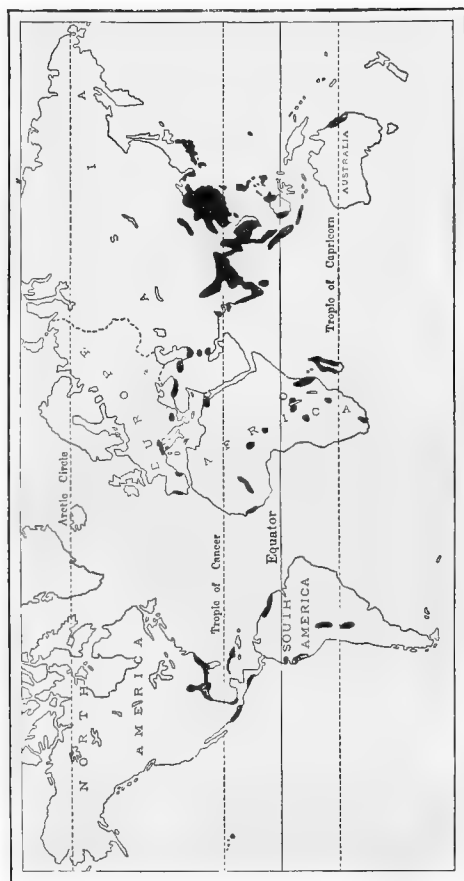 Arctic Circle
NORTH
AMERICA
EUROPE
ASIA
Tropic of Cancer
AFRICA
Equator
SOUTH
AMERICA
AUSTRALIA
Tropic of Capricorn